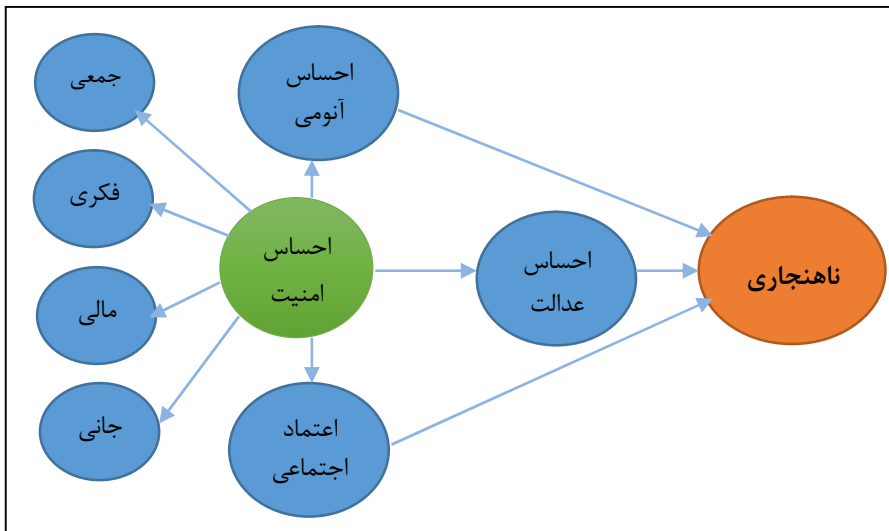 جمعی
احساس
آنومی
فکری
احساس
امنیت
احساس
عدالت
ناهنجاری
مالی
جانی
اعتماد
اجتماعی